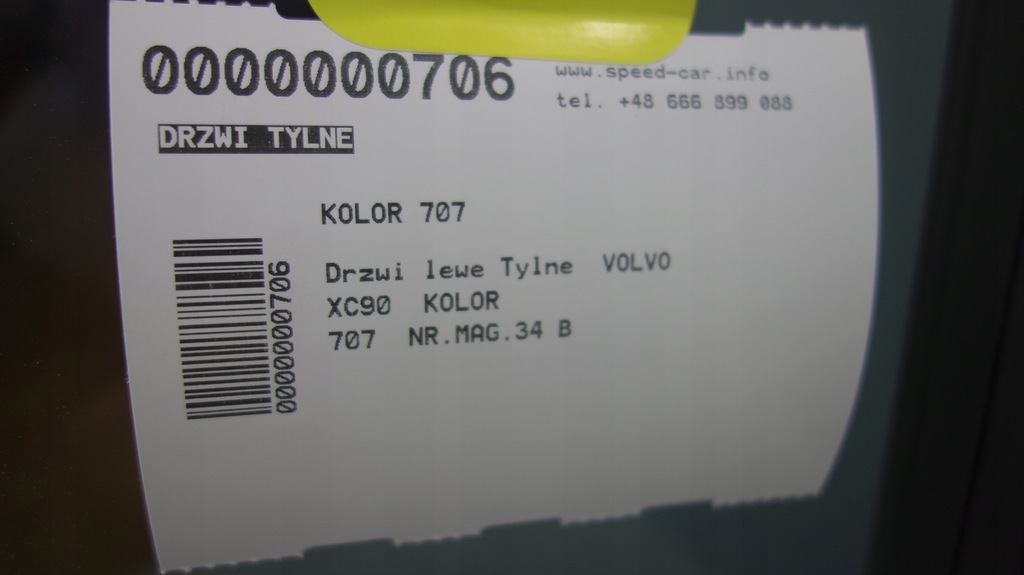 0000000706
www.speed-car.info
tel. +48 666 899 088
DRZWI TYLNE
KOLOR 707
Drzwi lewe Tylne VOLVO
XC90 KOLOR
707 NR.MAG.34 B
0000000706